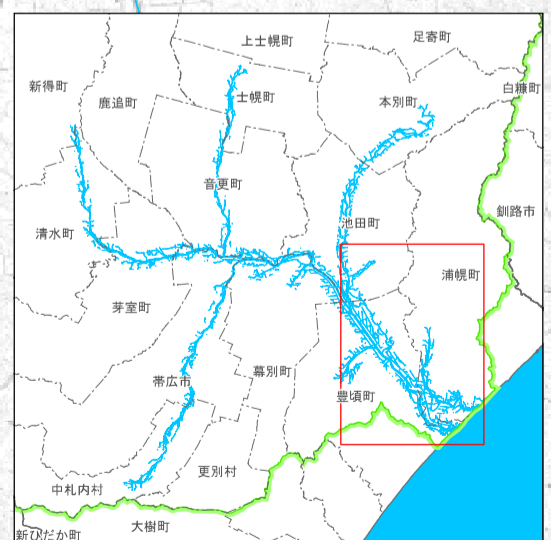 足寄町
上士幌町
新得町
白糠町
士幌町
鹿追町
本別町
音更町
釧路市
池田町
清水町
浦幌町
芽室町
幕別町
帯広市
豊頃町
更別村
中札内村
大樹町
新ひだか町